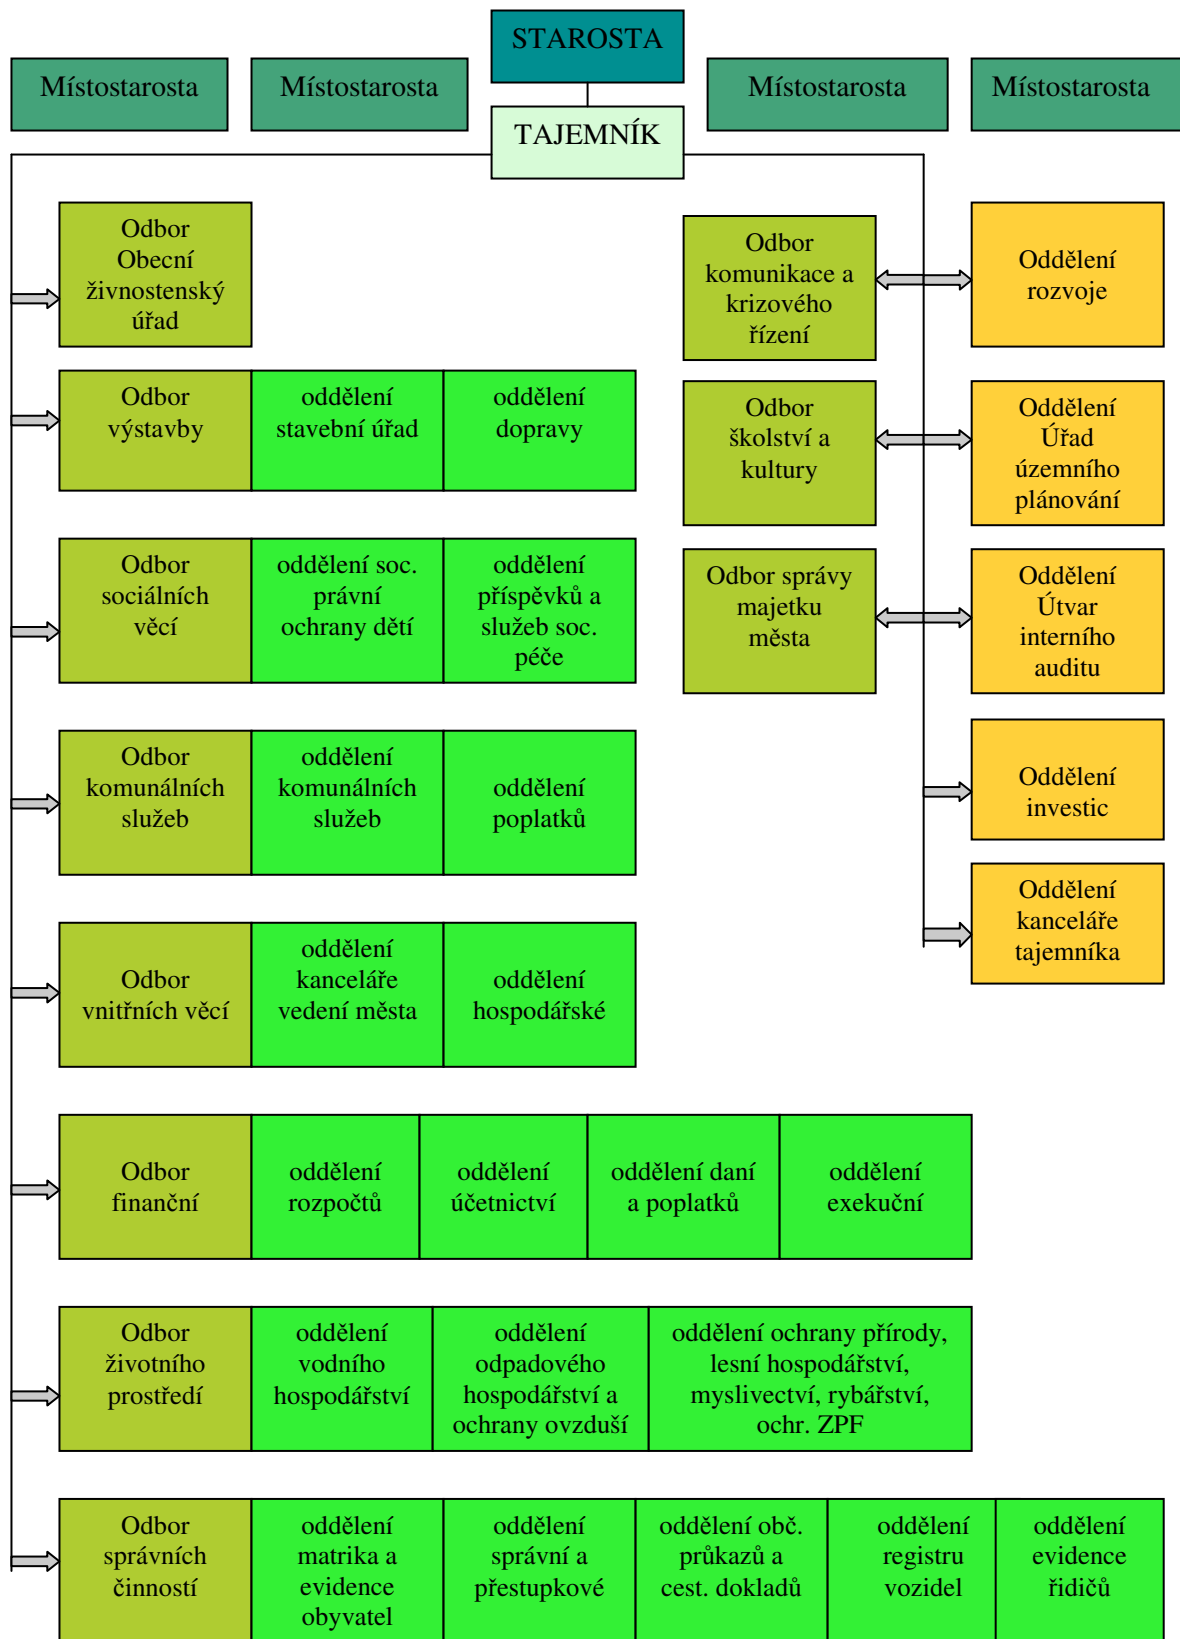 STAROSTA
Místostarosta
Místostarosta
Místostarosta
Místostarosta
TAJEMNÍK
Odbor
Obecní
živnostenský
úřad
Odbor
komunikace a
krizového
řízení
Oddělení
rozvoje
Odbor
výstavby
oddělení
stavební úřad
oddělení
dopravy
Odbor
školství a
kultury
Oddělení
Úřad
územního
plánování
Odbor
sociálních
věcí
oddělení soc.
právní
ochrany dětí
oddělení
příspěvků a
služeb soc.
péče
Odbor správy
majetku
města
Oddělení
Útvar
interního
auditu
Odbor
komunálních
služeb
oddělení
komunálních
služeb
oddělení
poplatků
Oddělení
investic
Oddělení
kanceláře
tajemníka
Odbor
vnitřních věcí
oddělení
kanceláře
vedení města
oddělení
hospodářské
Odbor
finanční
oddělení
rozpočtů
oddělení
účetnictví
oddělení daní
a poplatků
oddělení
exekuční
Odbor
životního
prostředí
oddělení
vodního
hospodářství
oddělení
odpadového
hospodářství a
ochrany ovzduší
oddělení ochrany přírody,
lesní hospodářství,
myslivectví, rybářství,
ochr. ZPF
Odbor
správních
činností
oddělení
matrika a
evidence
obyvatel
oddělení
správní a
přestupkové
oddělení obč.
průkazů a
cest. dokladů
oddělení
registru
vozidel
oddělení
evidence
řidičů